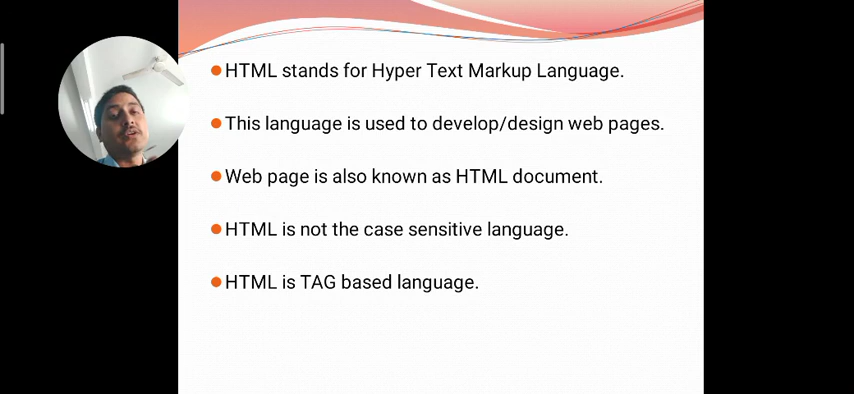 HTML stands for Hyper Text Markup Language.
This language is used to develop/design web pages.
Web page is also known as HTML document.
HTML is not the case sensitive language.
HTML is TAG based language.